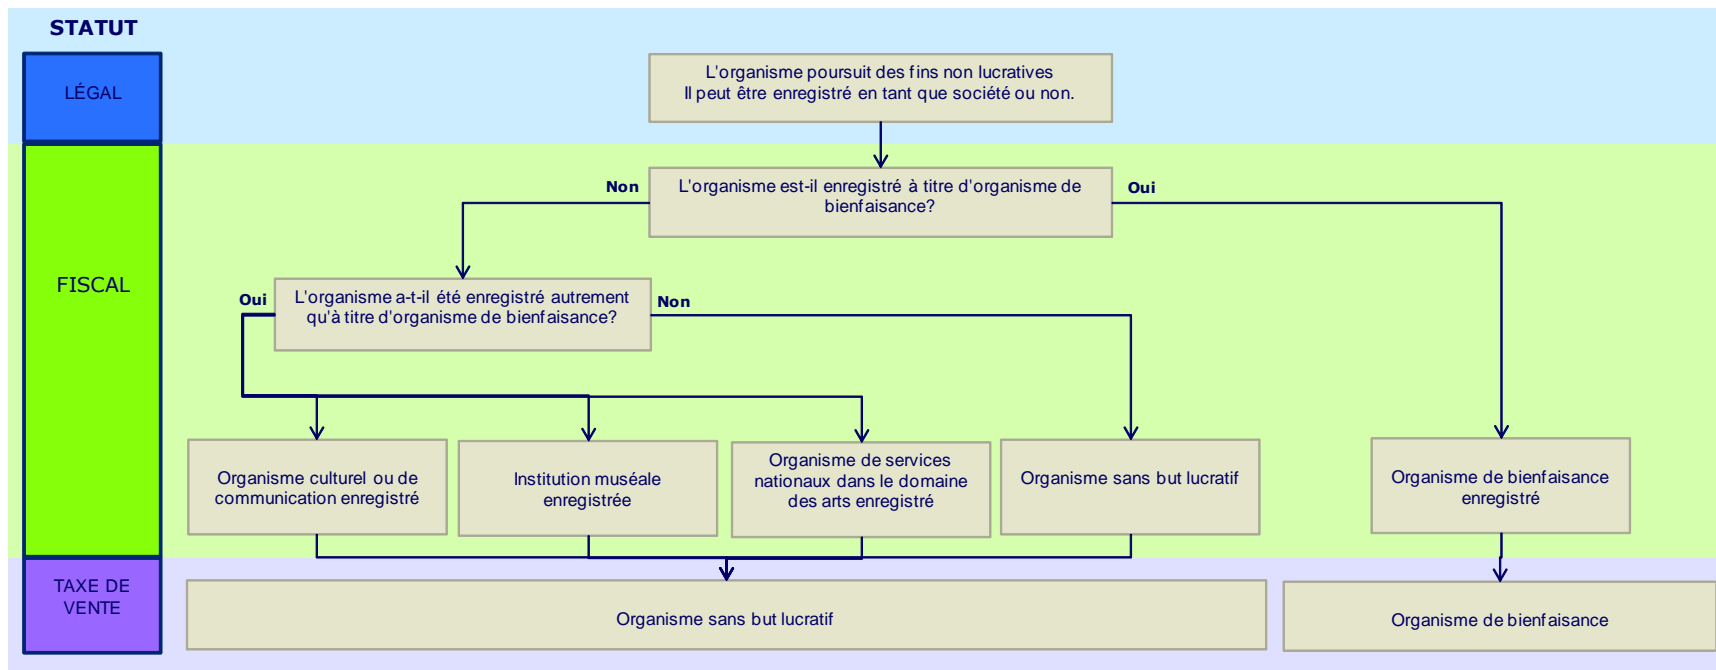 STATUT
LÉGAL
L'organisme poursuit des fins non lucratives
Il peut être enregistré en tant que société ou non.
FISCAL
Non
L'organisme est-il enregistré à titre d'organisme de
bienfaisance?
Oui
Oui
L'organisme a-t-il été enregistré autrement
qu'à titre d'organisme de bienfaisance?
Non
Organisme culturel ou de
communication enregistré
Institution muséale
enregistrée
Organisme de services
nationaux dans le domaine
des arts enregistré
Organisme sans but lucratif
Organisme de bienfaisance
enregistré
TAXE DE
VENTE
Organisme sans but lucratif
Organisme de bienfaisance